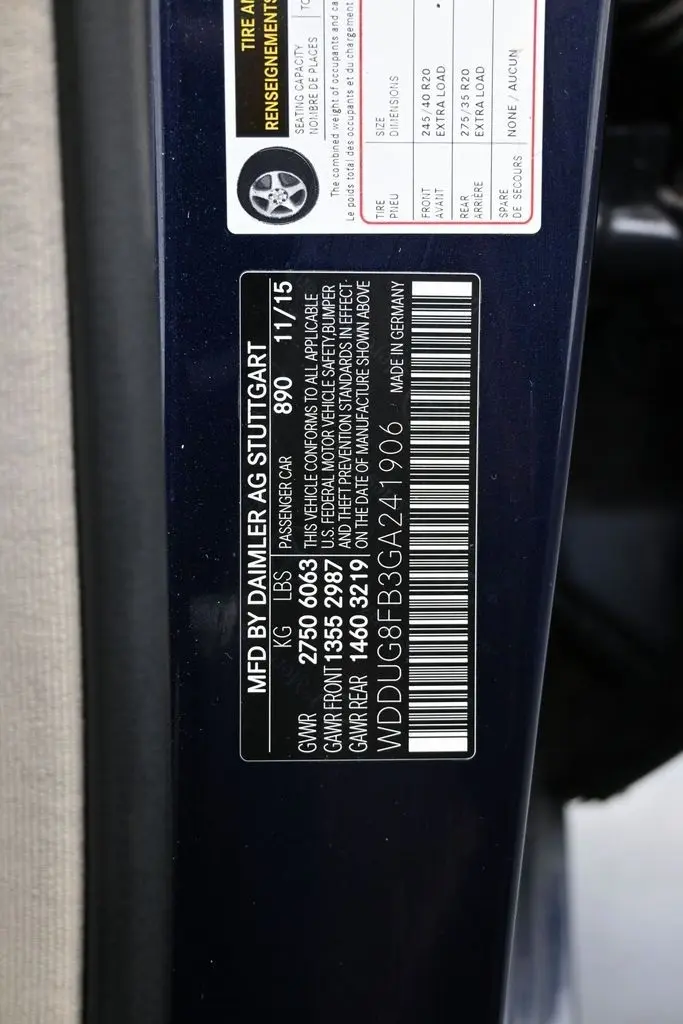 TIRE
RENSEIGNEMENTS
SEATING CAPACITY
NOMBRE DE PLACES
The combined weight of occupants and
Le poids total des occupants et du chargement
TIRE SIZE
PNEU DIMENSIONS
FRONT 245/40 R20
AVANT EXTRA LOAD
REAR 275/35 R20
ARRIÈRE EXTRA LOAD
SPARE NONE / AUCUN
DE SECOURS
MFD BY DAIMLER AG STUTTGART
KG LBS PASSENGER CAR 890 11/15
GVWR 2750 6063 THIS VEHICLE CONFORMS TO ALL APPLICABLE
GAWR FRONT 1355 2987 U.S. FEDERAL MOTOR VEHICLE SAFETY, BUMPER
GAWR REAR 1460 3219 AND THEFT PREVENTION STANDARDS IN EFFECT
ON THE DATE OF MANUFACTURE SHOWN ABOVE
WDDUG8FB3GA241906 MADE IN GERMANY